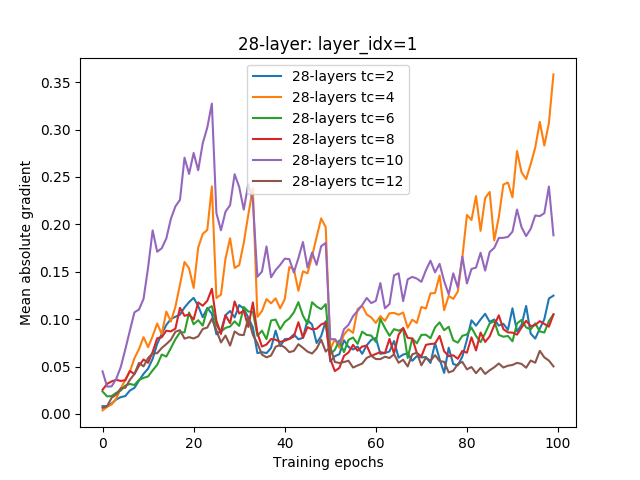 28-layer: layer_idx=1
Mean absolute gradient
0.35
0.30
0.25
0.20
0.15
0.10
0.05
0.00
28-layers tc=2
28-layers tc=4
28-layers tc=6
28-layers tc=8
28-layers tc=10
28-layers tc=12
0 20 40 60 80 100
Training epochs